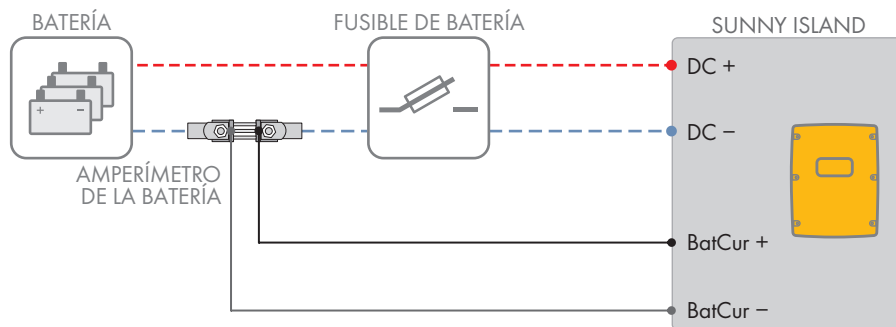 BATERÍA
FUSIBLE DE BATERÍA
SUNNY ISLAND
DC +
+ −
DC −
AMPERÍMETRO
DE LA BATERÍA
BatCur +
BatCur −